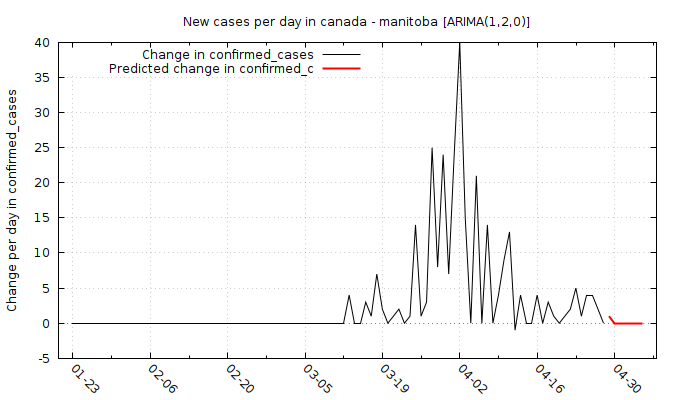 New cases per day in canada - manitoba [ARIMA(1,2,0)]
Change in confirmed_cases
Predicted change in confirmed_c
Change per day in confirmed_cases
40
35
30
25
20
15
10
5
0
-5
01-23 02-06 02-20 03-05 03-19 04-02 04-16 04-30